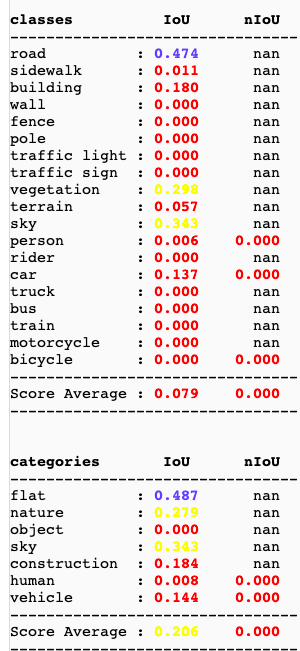 classes IoU nIoU
--------------------------------
road : 0.474 nan
sidewalk : 0.011 nan
building : 0.180 nan
wall : 0.000 nan
fence : 0.000 nan
pole : 0.000 nan
traffic light : 0.000 nan
traffic sign : 0.000 nan
vegetation : 0.298 nan
terrain : 0.057 nan
sky : 0.343 nan
person : 0.006 0.000
rider : 0.000 nan
car : 0.137 0.000
truck : 0.000 nan
bus : 0.000 nan
train : 0.000 nan
motorcycle : 0.000 nan
bicycle : 0.000 0.000
--------------------------------
Score Average : 0.079 0.000
--------------------------------
categories IoU nIoU
--------------------------------
flat : 0.487 nan
nature : 0.279 nan
object : 0.000 nan
sky : 0.343 nan
construction : 0.184 nan
human : 0.008 0.000
vehicle : 0.144 0.000
--------------------------------
Score Average : 0.206 0.000
--------------------------------